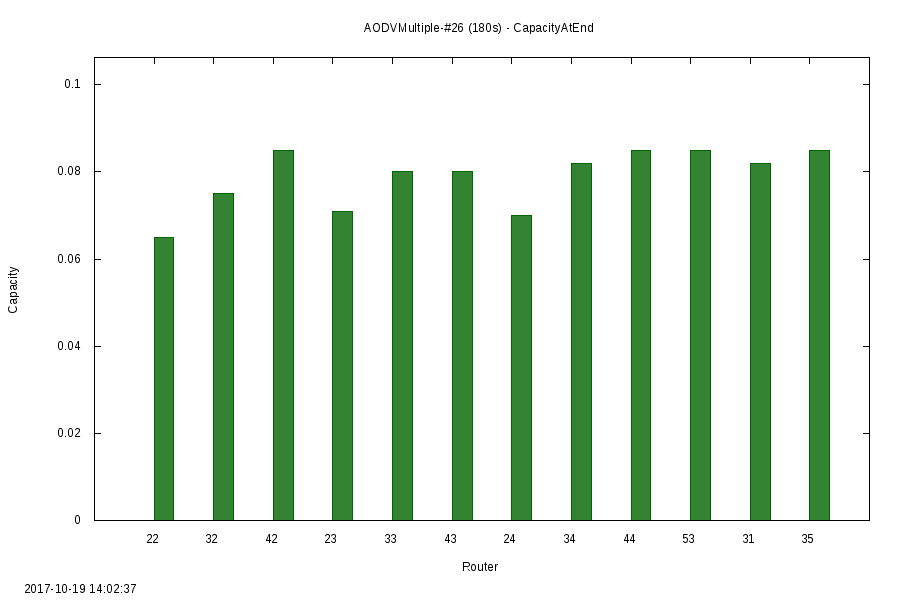 AODVMultiple-#26 (180s) - CapacityAtEnd
0.1
0.08
0.06
0.04
0.02
0
Capacity
22 32 42 23 33 43 24 34 44 53 31 35
Router
2017-10-19 14:02:37